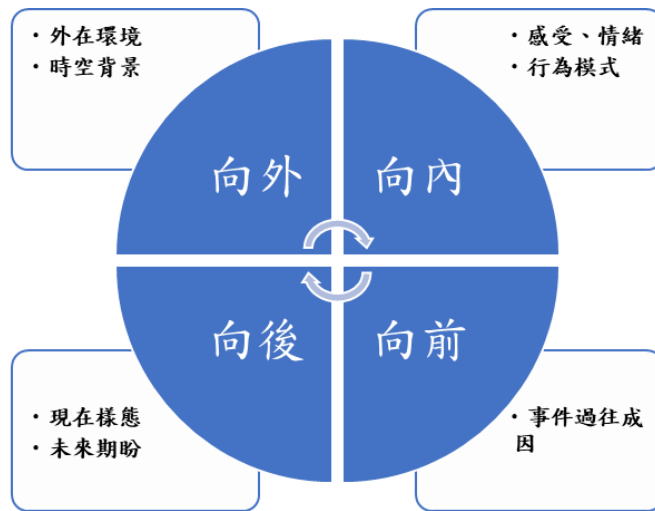 ・外在環境
・時空背景
・感受、情緒
・行為模式
向外
向內
向後
向前
・現在樣態
・未來期盼
・事件過往成
因